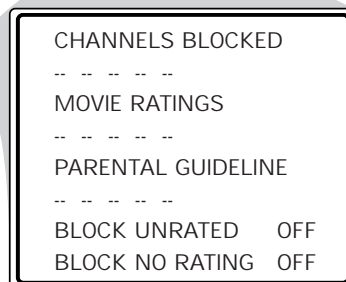 CHANNELS BLOCKED
-- -- -- -- --
MOVIE RATINGS
-- -- -- -- --
PARENTAL GUIDELINE
-- -- -- -- --
BLOCK UNRATED OFF
BLOCK NO RATING OFF